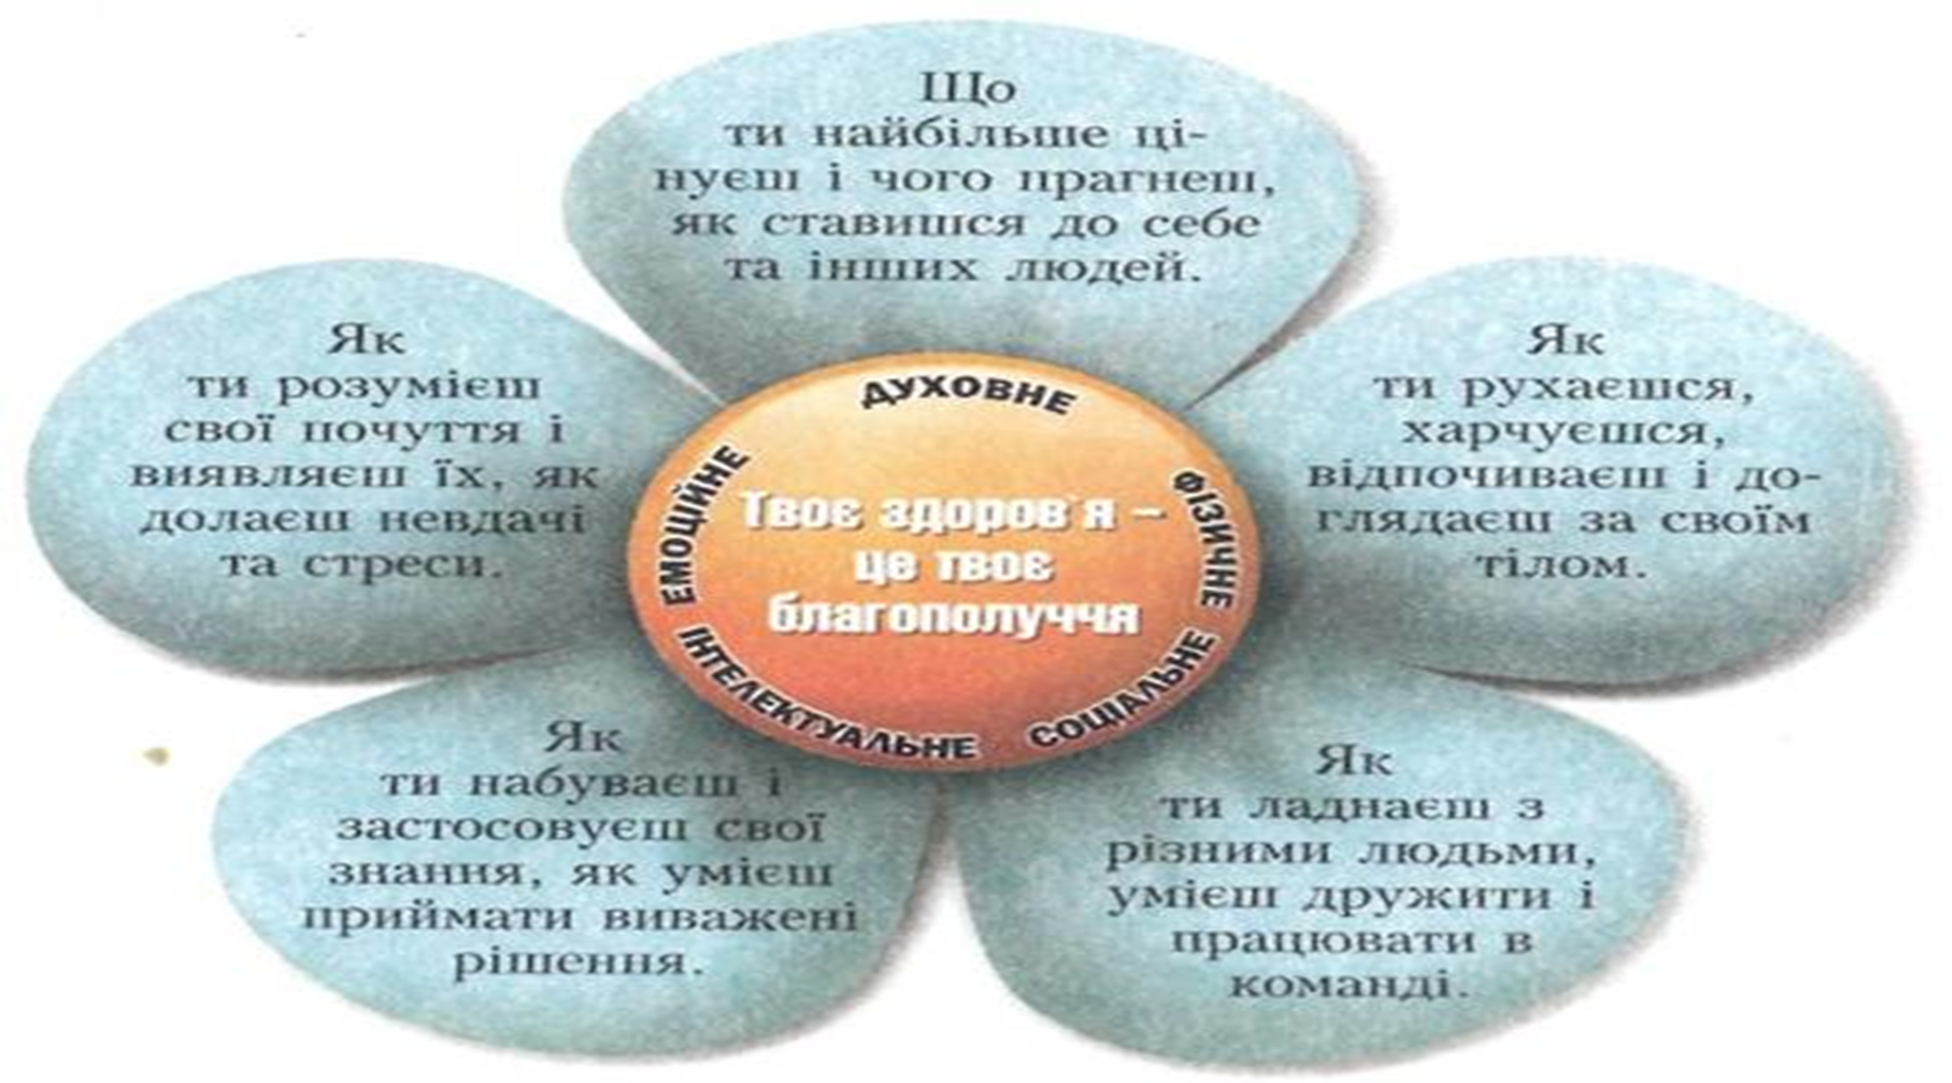 Що
ти найбільше ці-
нуєш і чого прагнеш,
як ставишся до себе
та інших людей.
Як
ти розумієш
свої почуття і
виявляєш їх, як
долаєш невдачі
та стреси.
Як
ти рухаєшся,
харчуєшся,
відпочиваєш і до-
глядаєш за своїм
тілом.
ДУХОВНЕ
ЕМОЦІЙНЕ
ФІЗИЧНЕ
Твоє здоров`я –
це твоє
благополуччя
ІНТЕЛЕКТУАЛЬНЕ
СОЦІАЛЬНЕ
Як
ти набуваєш і
застосовуєш свої
знання, як умієш
приймати виважені
рішення.
Як
ти ладнаєш з
різними людьми,
умієш дружити і
працювати в
команді.